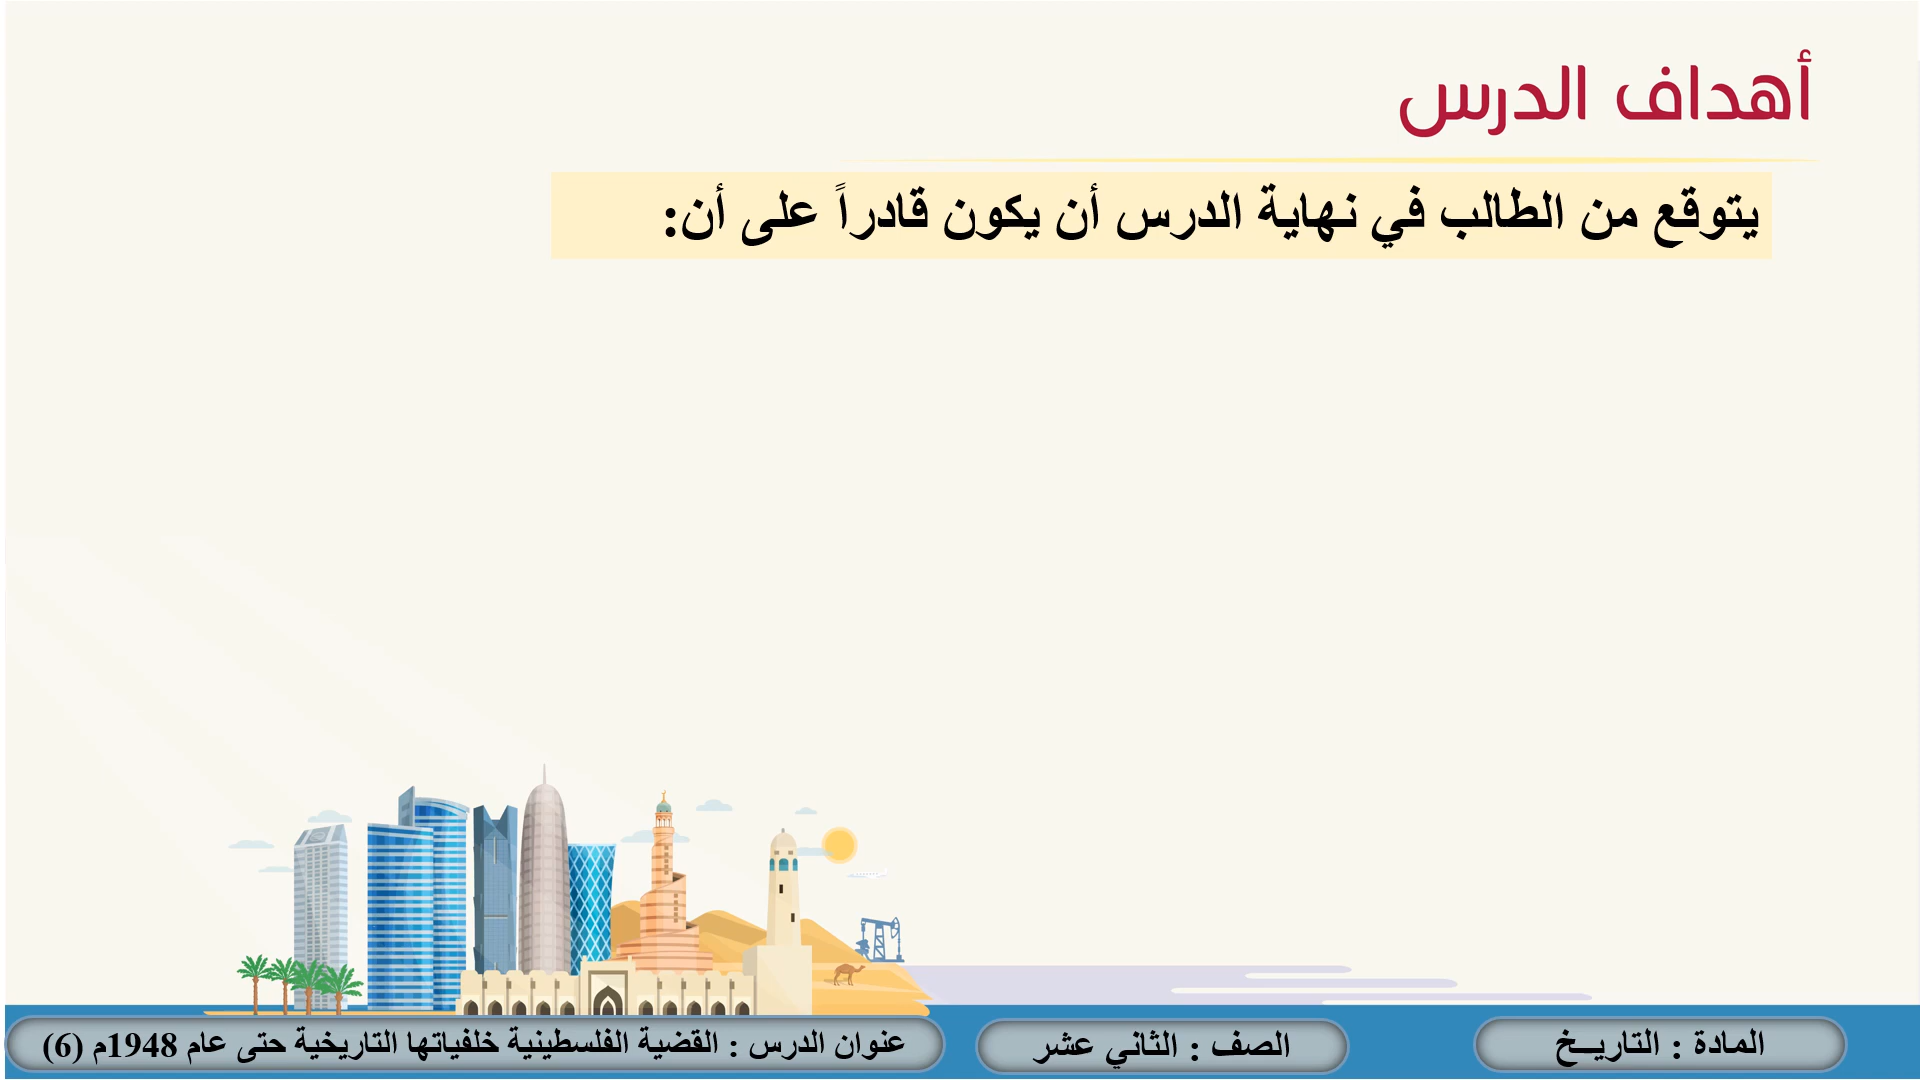 أهداف الدرس
يتوقع من الطالب في نهاية الدرس أن يكون قادراً على أن:
المادة : التاريــخ
الصف : الثاني عشر
عنوان الدرس : القضية الفلسطينية خلفياتها التاريخية حتى عام 1948م (6)